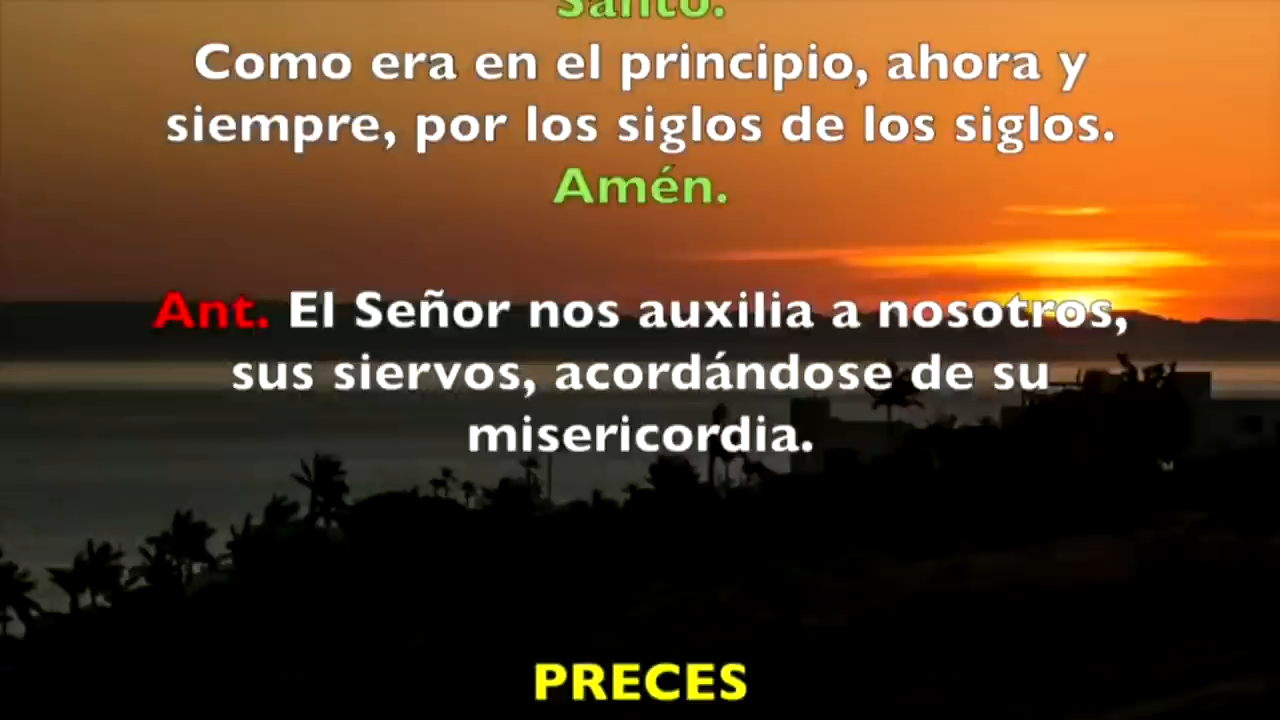 Santo.
Como era en el principio, ahora y
siempre, por los siglos de los siglos.
Amén.
Ant. El Señor nos auxilia a nosotros,
sus siervos, acordándose de su
misericordia.
PRECES